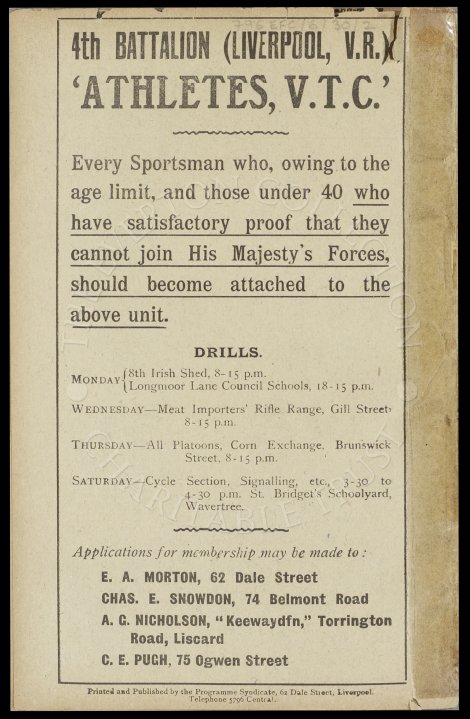 4th BATTALION (LIVERPOOL, V.R.)
'ATHLETES, V.T.C.'
Every Sportsman who, owing to the
age limit, and those under 40 who
have satisfactory proof that they
cannot join His Majesty's Forces,
should become attached to the
above unit.
DRILLS.
MONDAY { 8th Irish Shed, 8-15 p.m.
Longmoor Lane Council Schools, 18-15 p.m.
WEDNESDAY—Meat Importers' Rifle Range, Gill Street
8-15 p.m.
THURSDAY—All Platoons, Corn Exchange, Brunswick
Street, 8-15 p.m.
SATURDAY—Cycle Section, Signalling, etc., 3-30 to
4-30 p.m. St. Bridget's Schoolyard,
Wavertree.
Applications for membership may be made to:
E. A. MORTON, 62 Dale Street
CHAS. E. SNOWDON, 74 Belmont Road
A. G. NICHOLSON, "Keewaydfn," Torrington
Road, Liscard
C. E. PUGH, 75 Ogwen Street
Printed and Published by the Programme Syndicate, 62 Dale Street, Liverpool.
Telephone 5796 Central.